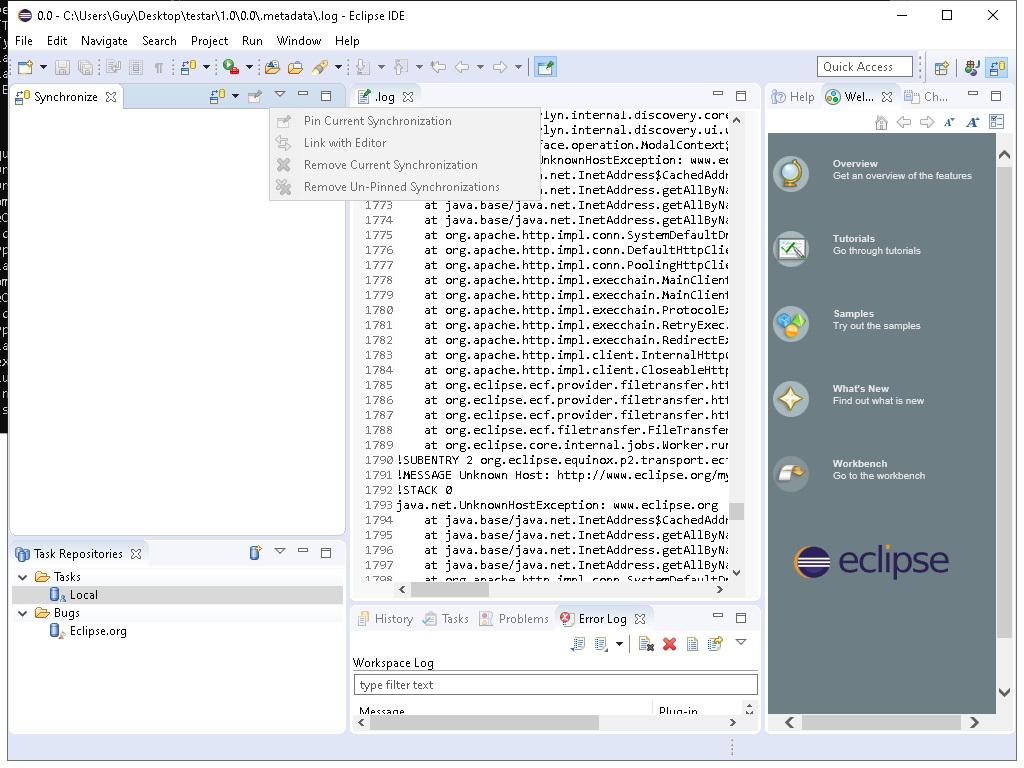 0.0 - C:\Users\Guy\Desktop\testar\1.0\0.0\.metadata\.log - Eclipse IDE
File Edit Navigate Search Project Run Window Help
Quick Access
Synchronize
.log
Help
Wel...
Ch...
Pin Current Synchronization
Link with Editor
Remove Current Synchronization
Remove Un-Pinned Synchronizations
rlyn.internal.discovery.core
rlyn.internal.discovery.ui.u
face.operation.ModalContext$
UnknownHostException: www.ec
.net.InetAddress$CachedAddr
.net.InetAddress.getAllByNa
1773 at java.base/java.net.InetAddress.getAllByNa
1774 at java.base/java.net.InetAddress.getAllByNa
1775 at org.apache.http.impl.conn.SystemDefaultDn
1776 at org.apache.http.impl.conn.DefaultHttpClie
1777 at org.apache.http.impl.conn.PoolingHttpClie
1778 at org.apache.http.impl.execchain.MainClient
1779 at org.apache.http.impl.execchain.MainClient
1780 at org.apache.http.impl.execchain.ProtocolEx
1781 at org.apache.http.impl.execchain.RetryExec.
1782 at org.apache.http.impl.execchain.RedirectEx
1783 at org.apache.http.impl.client.InternalHttpC
1784 at org.apache.http.impl.client.CloseableHttp
1785 at org.eclipse.ecf.provider.filetransfer.htt
1786 at org.eclipse.ecf.provider.filetransfer.htt
1787 at org.eclipse.ecf.provider.filetransfer.htt
1788 at org.eclipse.ecf.filetransfer.FileTransfer
1789 at org.eclipse.core.internal.jobs.Worker.run
1790 !SUBENTRY 2 org.eclipse.equinox.p2.transport.ecf
1791 !MESSAGE Unknown Host: http://www.eclipse.org/my
1792 !STACK 0
1793 java.net.UnknownHostException: www.eclipse.org
1794 at java.base/java.net.InetAddress$CachedAddr
1795 at java.base/java.net.InetAddress.getAllByNa
1796 at java.base/java.net.InetAddress.getAllByNa
1797 at java.base/java.net.InetAddress.getAllByNa
1798 at org.apache.http.impl.conn.SystemDefaultDn
Overview
Get an overview of the features
Tutorials
Go through tutorials
Samples
Try out the samples
What's New
Find out what is new
Workbench
Go to the workbench
eclipse
Task Repositories
Tasks
Local
Bugs
Eclipse.org
History
Tasks
Problems
Error Log
Workspace Log
type filter text
Message
Plug-in